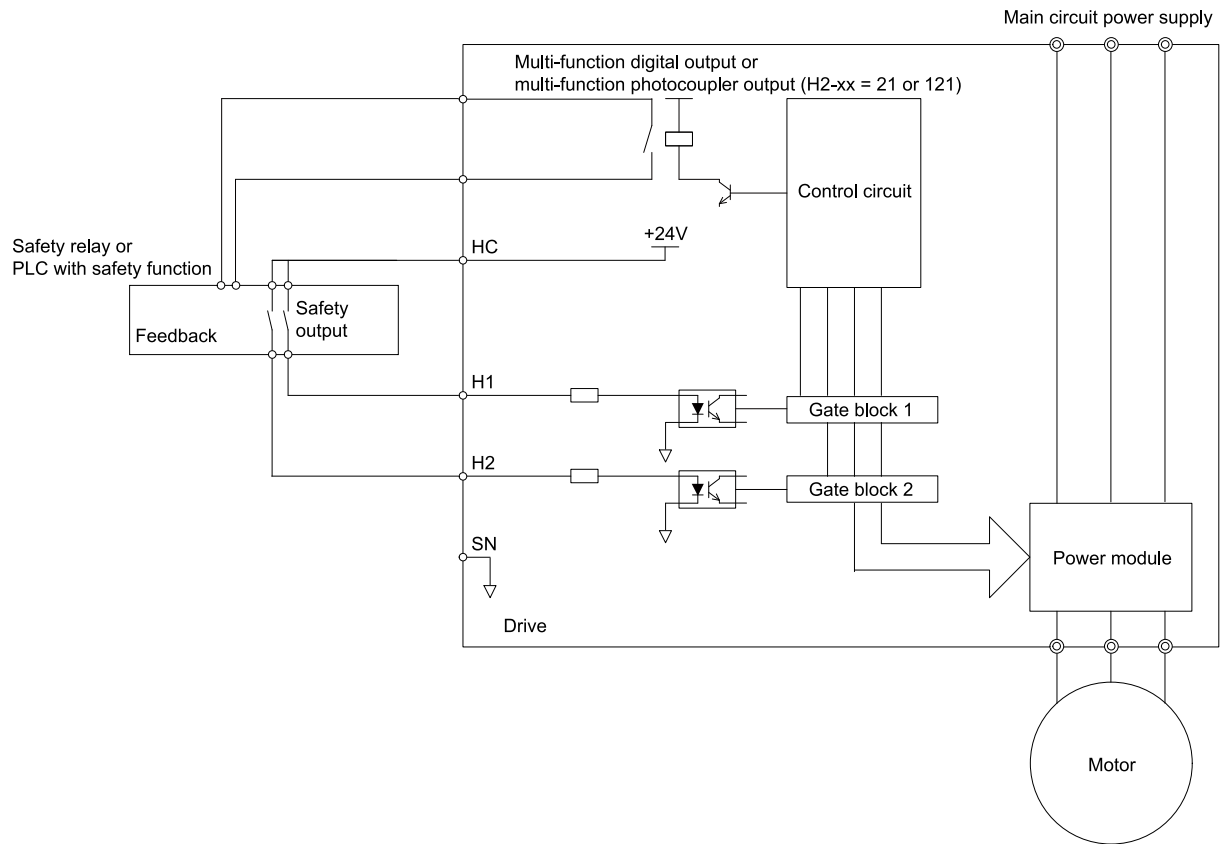 Main circuit power supply
Multi-function digital output or
multi-function photocoupler output (H2-xx = 21 or 121)
Control circuit
+24V
HC
Safety relay or
PLC with safety function
Safety
output
Feedback
H1
Gate block 1
H2
Gate block 2
SN
Power module
Drive
Motor